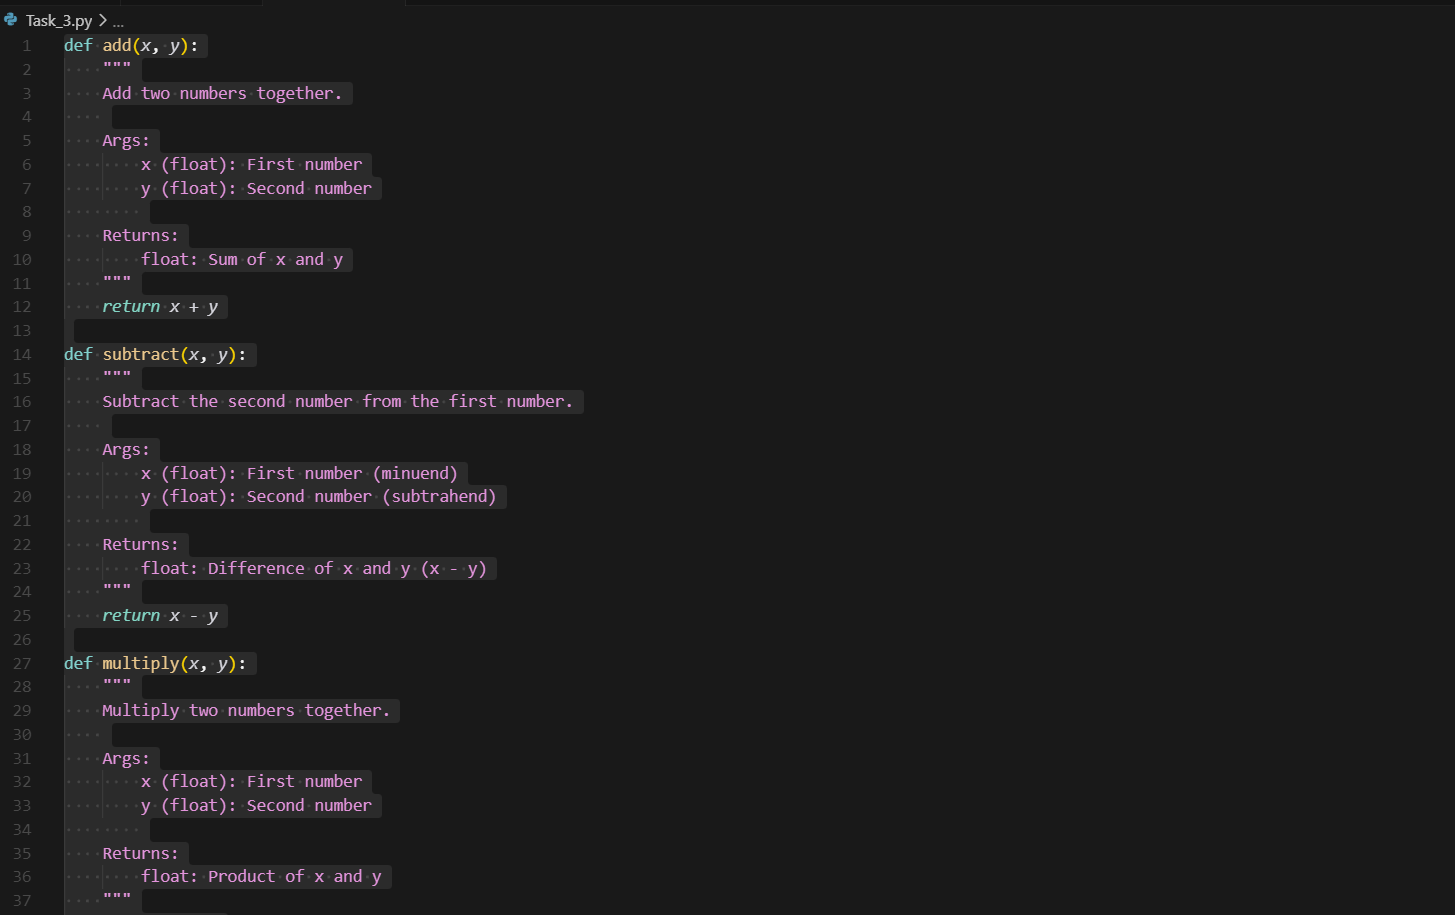 Task_3.py > ...
1 def add(x, y):
2     """
3     Add two numbers together.
4
5     Args:
6         x (float): First number
7         y (float): Second number
8
9     Returns:
10         float: Sum of x and y
11     """
12     return x + y
13
14 def subtract(x, y):
15     """
16     Subtract the second number from the first number.
17
18     Args:
19         x (float): First number (minuend)
20         y (float): Second number (subtrahend)
21
22     Returns:
23         float: Difference of x and y (x - y)
24     """
25     return x - y
26
27 def multiply(x, y):
28     """
29     Multiply two numbers together.
30
31     Args:
32         x (float): First number
33         y (float): Second number
34
35     Returns:
36         float: Product of x and y
37     """